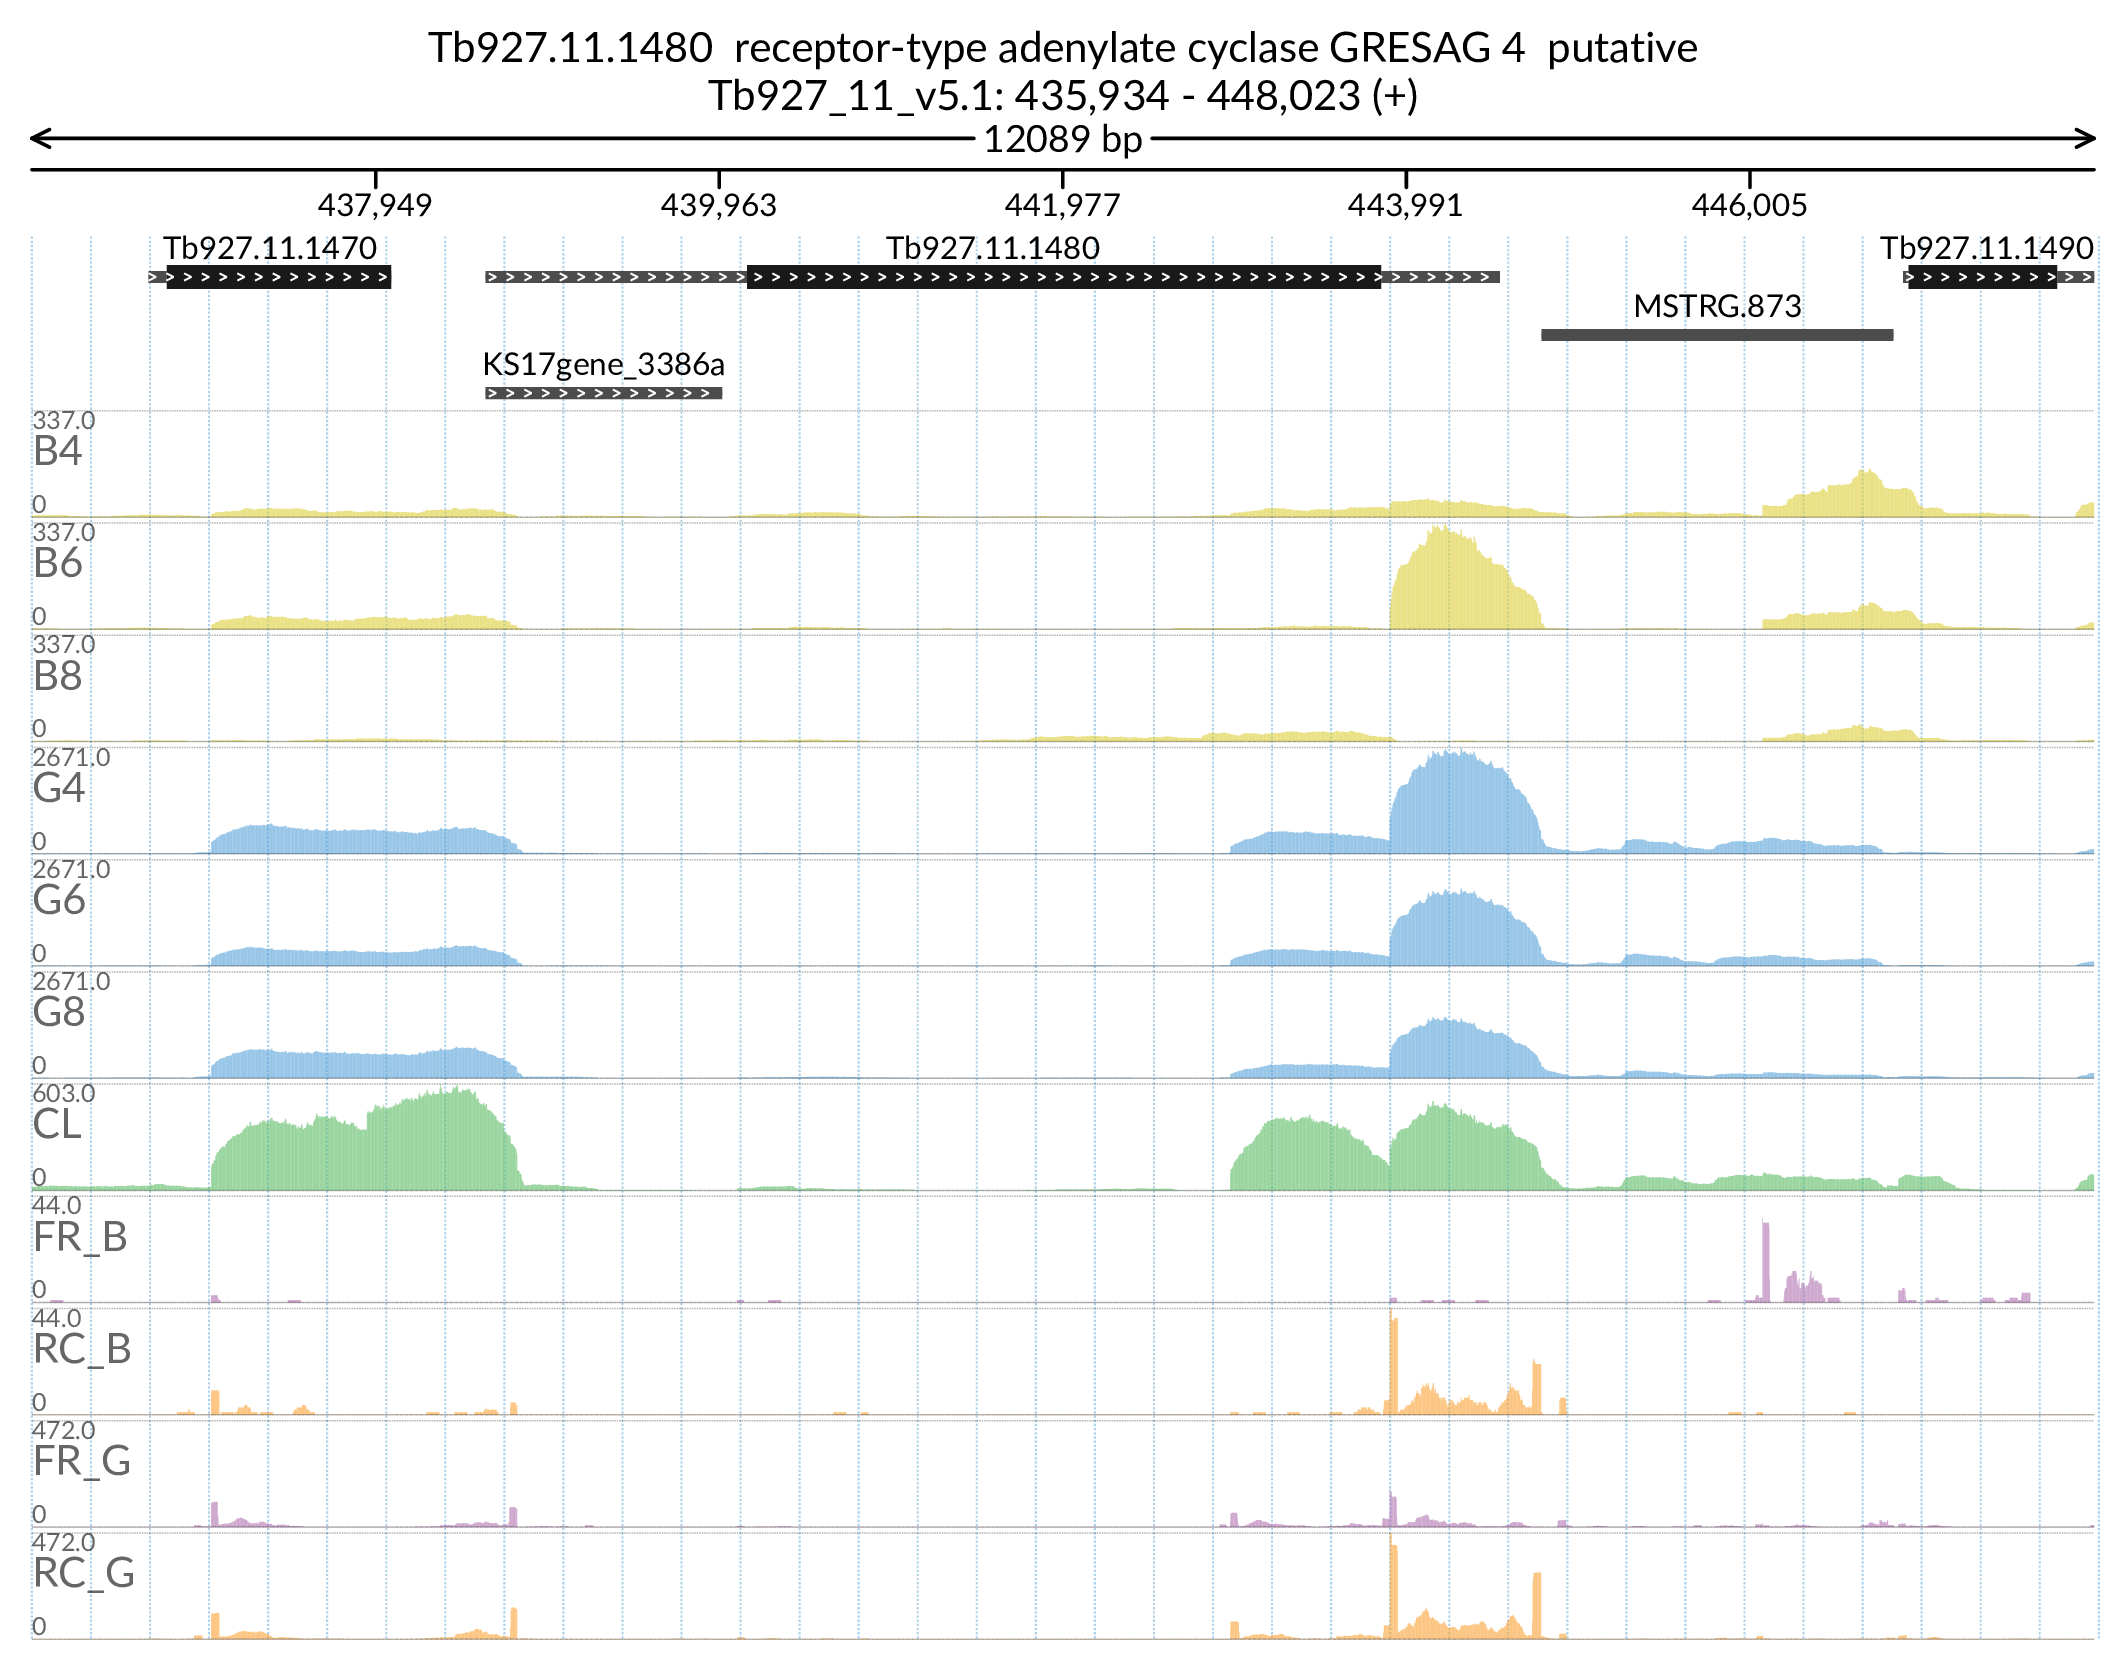 Tb927.11.1480  receptor-type adenylate cyclase GRESAG 4  putative
Tb927_11_v5.1: 435,934 - 448,023 (+)
12089 bp
437,949 439,963 441,977 443,991 446,005
Tb927.11.1470 Tb927.11.1480 Tb927.11.1490
MSTRG.873
KS17gene_3386a
337.0
B4
0
337.0
B6
0
337.0
B8
0
2671.0
G4
0
2671.0
G6
0
2671.0
G8
0
603.0
CL
0
44.0
FR_B
0
44.0
RC_B
0
472.0
FR_G
0
472.0
RC_G
0